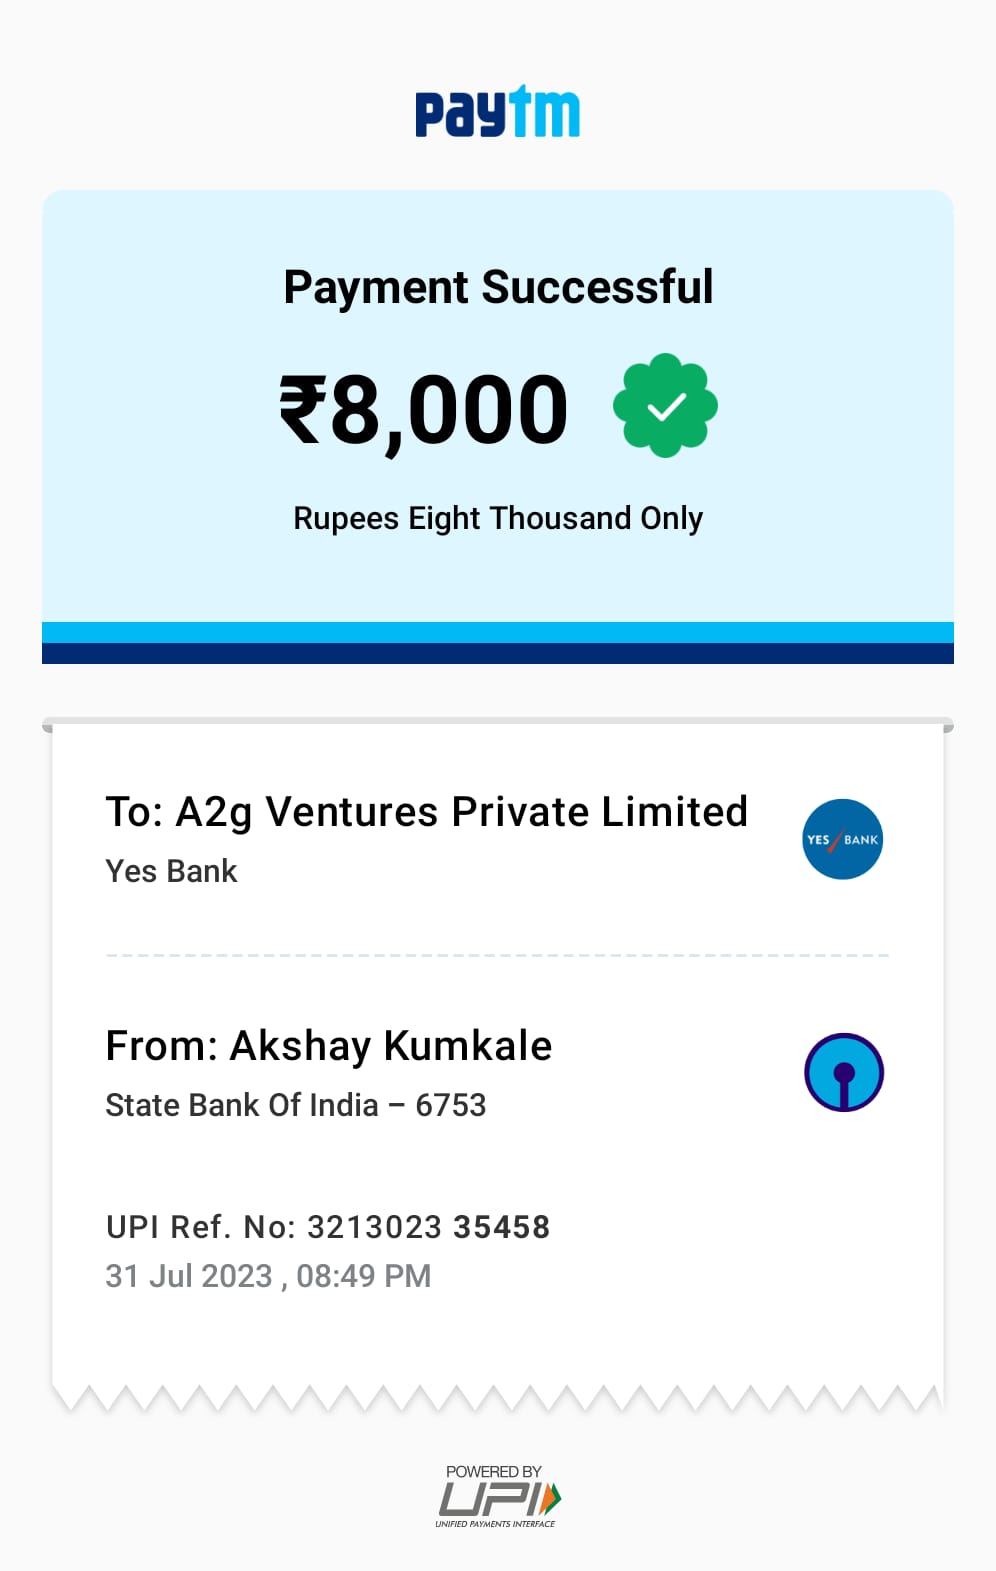 paytm
Payment Successful
₹8,000
Rupees Eight Thousand Only
To: A2g Ventures Private Limited
Yes Bank
YES BANK
From: Akshay Kumkale
State Bank Of India – 6753
UPI Ref. No: 3213023 35458
31 Jul 2023 , 08:49 PM
POWERED BY
UPI
UNIFIED PAYMENTS INTERFACE